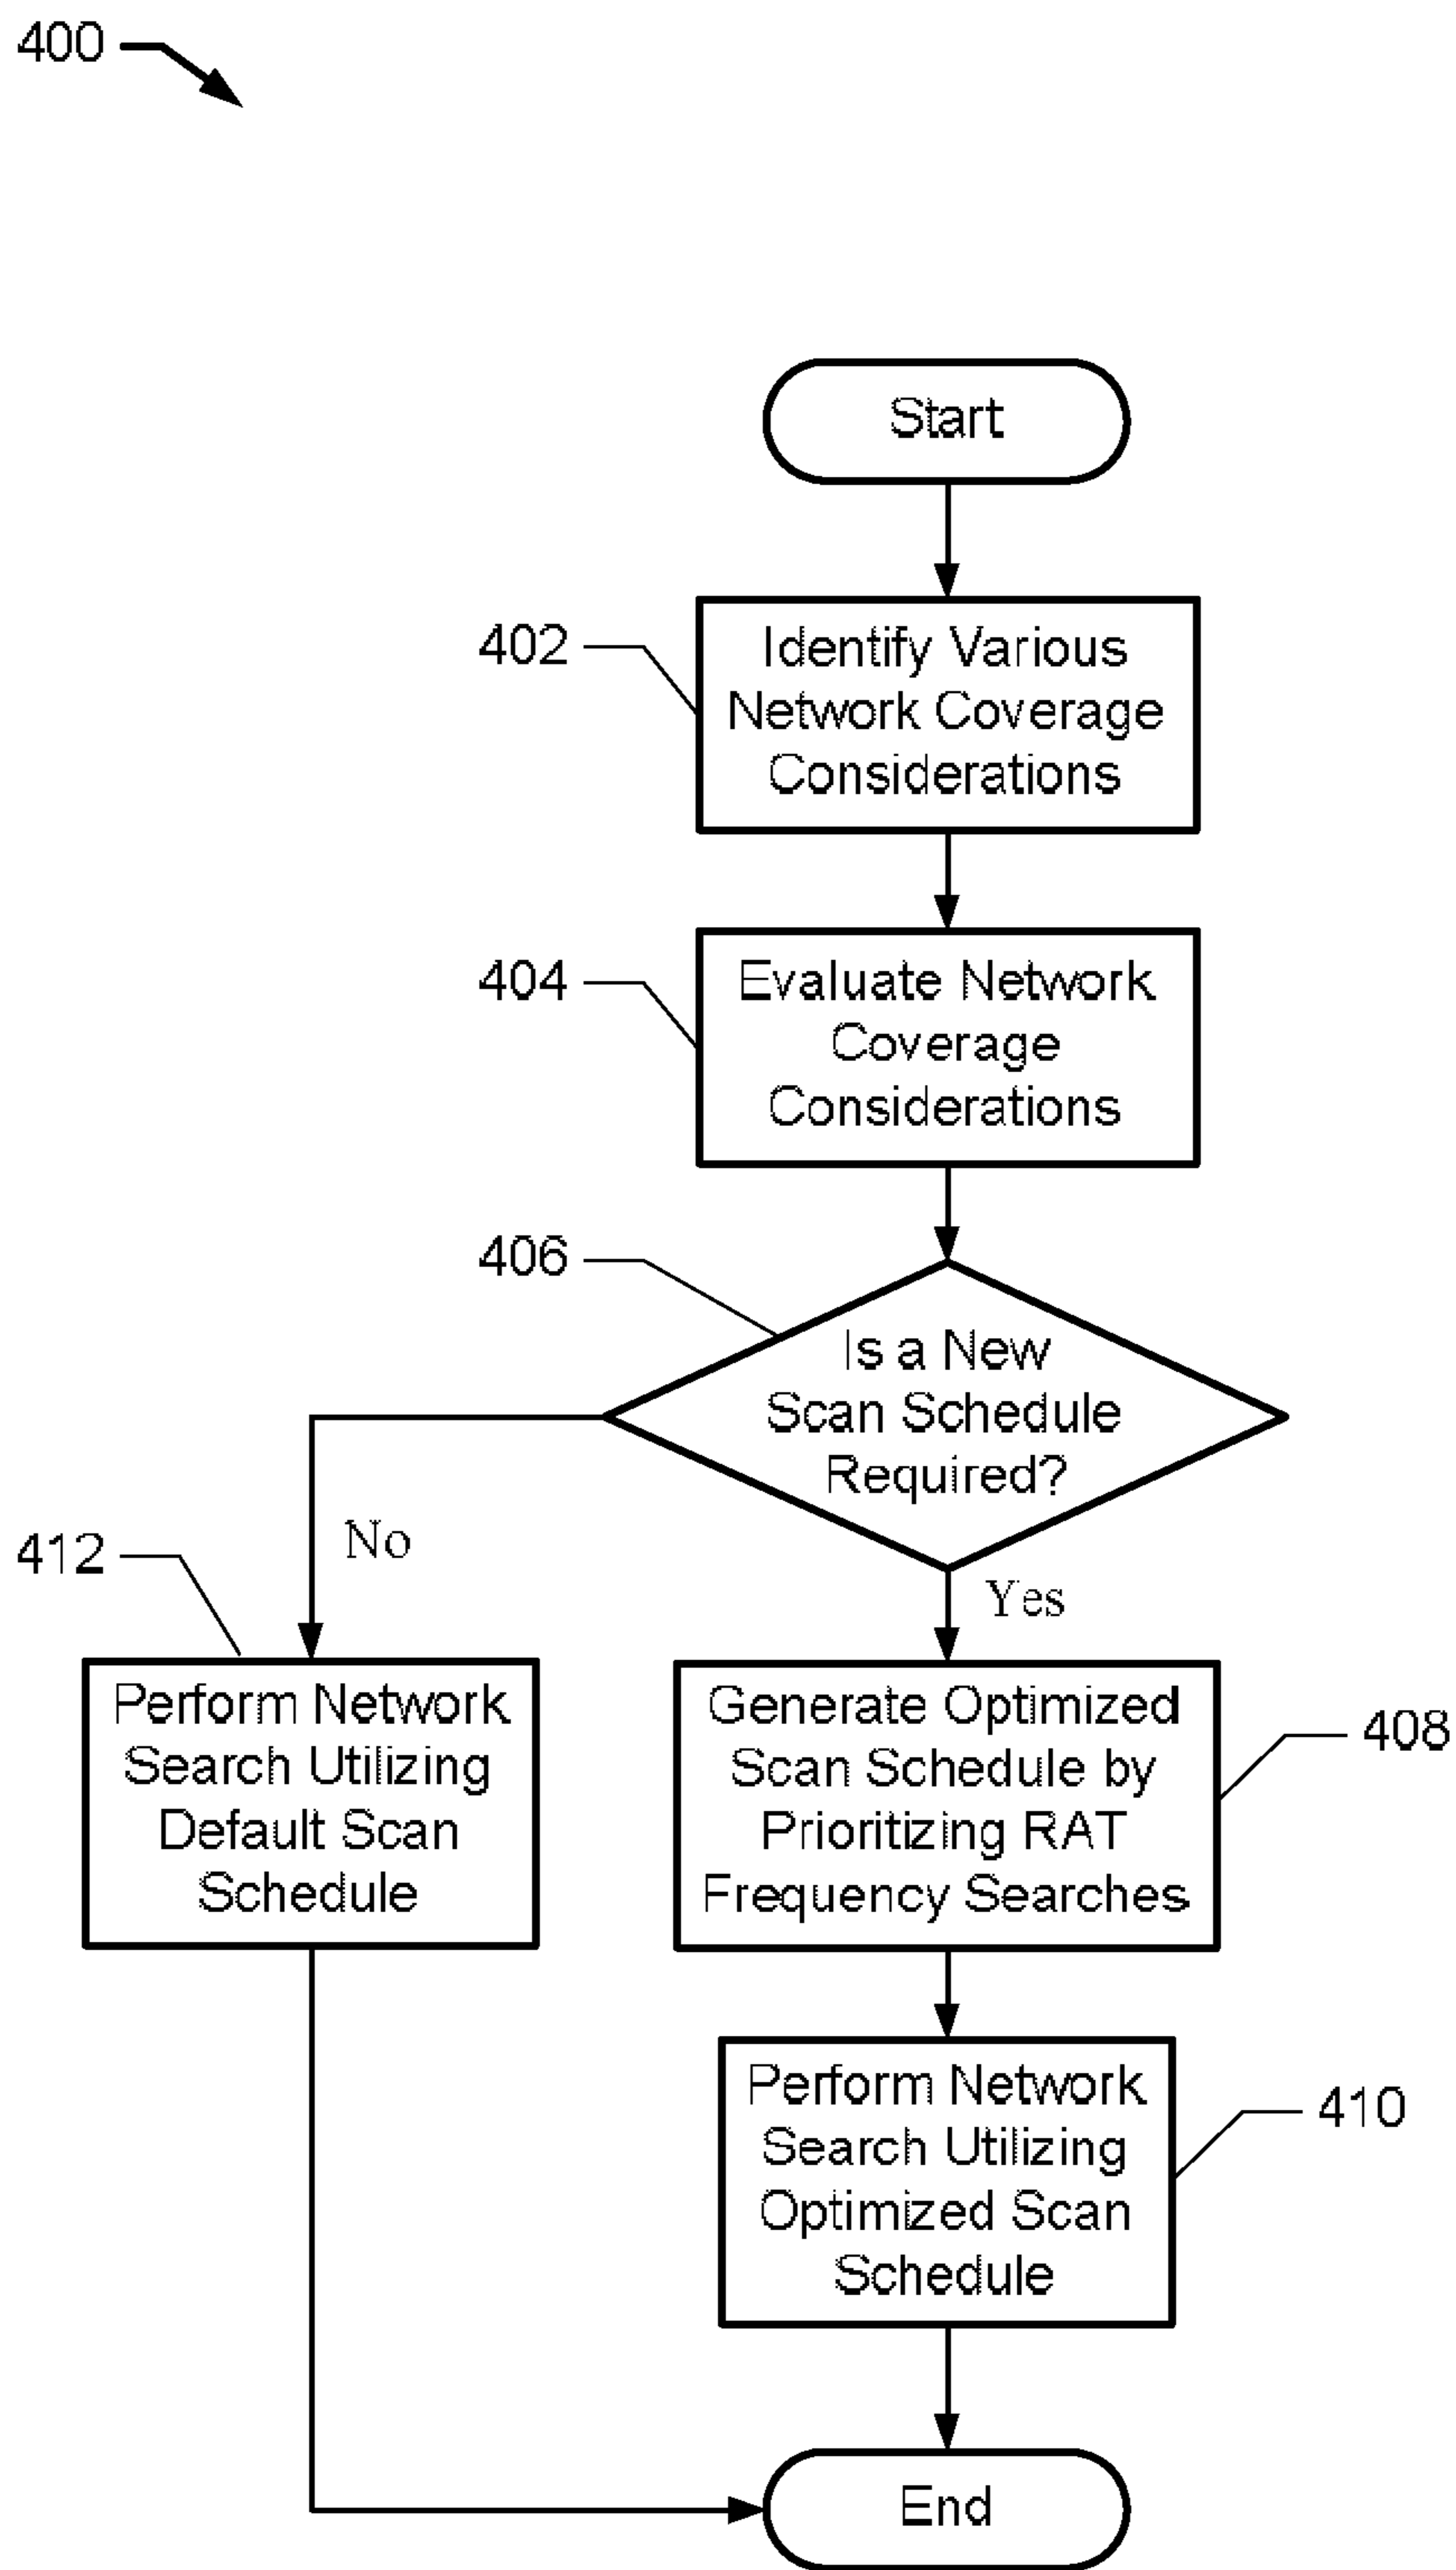 400
Start
402
Identify Various
Network Coverage
Considerations
404
Evaluate Network
Coverage
Considerations
406
Is a New
Scan Schedule
Required?
No
Yes
412
Perform Network
Search Utilizing
Default Scan
Schedule
Generate Optimized
Scan Schedule by
Prioritizing RAT
Frequency Searches
408
Perform Network
Search Utilizing
Optimized Scan
Schedule
410
End